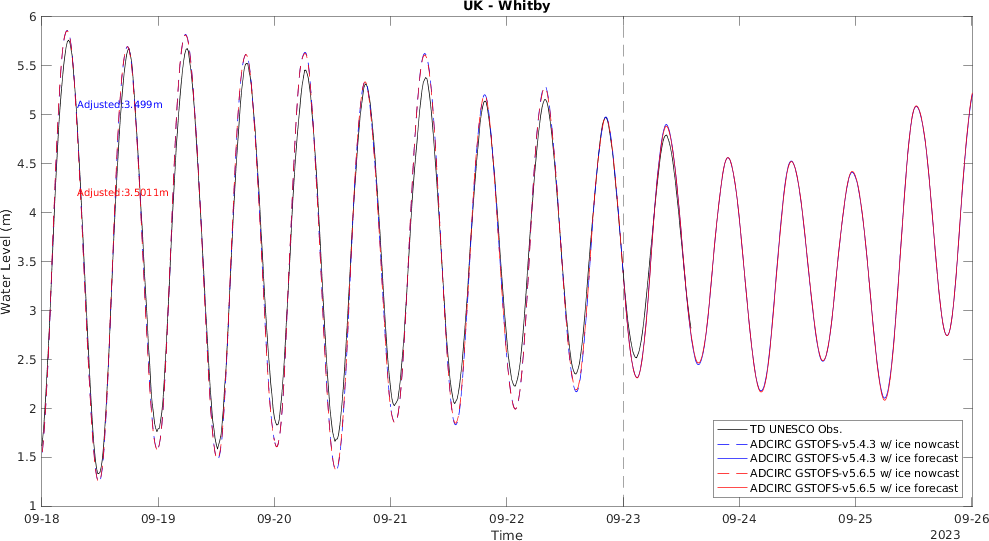 UK - Whitby
6
5.5
5
4.5
4
3.5
3
2.5
2
1.5
1
Water Level (m)
Adjusted:3.499m
Adjusted:3.5011m
TD UNESCO Obs.
ADCIRC GSTOFS-v5.4.3 w/ ice nowcast
ADCIRC GSTOFS-v5.4.3 w/ ice forecast
ADCIRC GSTOFS-v5.6.5 w/ ice nowcast
ADCIRC GSTOFS-v5.6.5 w/ ice forecast
09-18 09-19 09-20 09-21 09-22 09-23 09-24 09-25 09-26
Time
2023